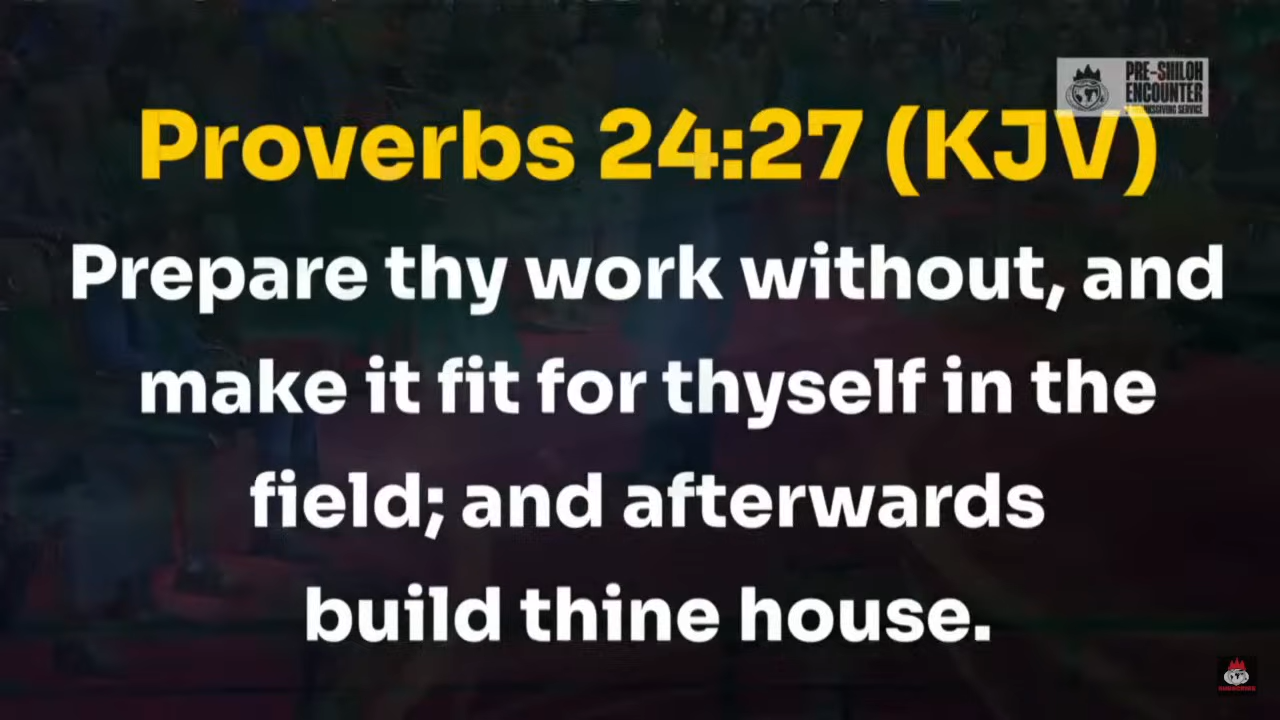 PRE-SHILOH
ENCOUNTER
Proverbs 24:27 (KJV)
Prepare thy work without, and
make it fit for thyself in the
field; and afterwards
build thine house.